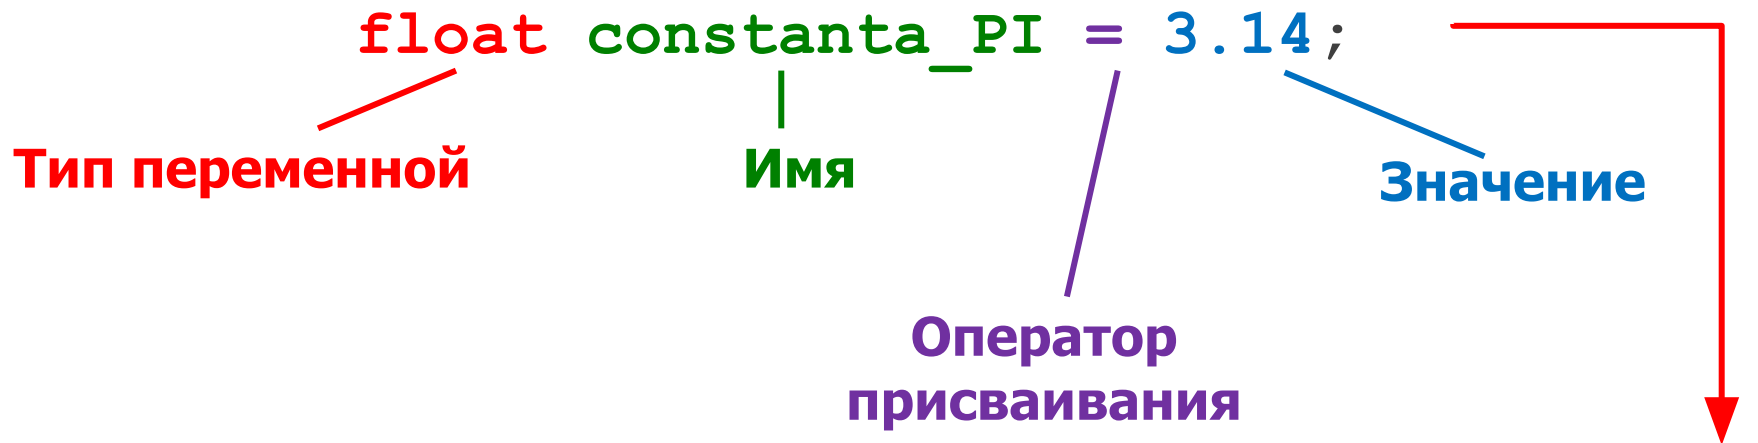 float constanta_PI = 3.14;
Тип переменной
Имя
Значение
Оператор
присваивания